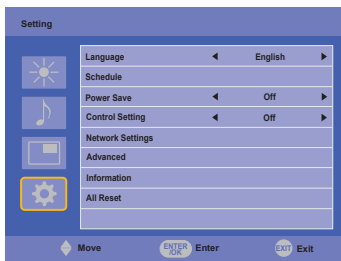 Setting
Language English
Schedule
Power Save Off
Control Setting Off
Network Settings
Advanced
Information
All Reset
Move ENTER /OK Enter EXIT Exit